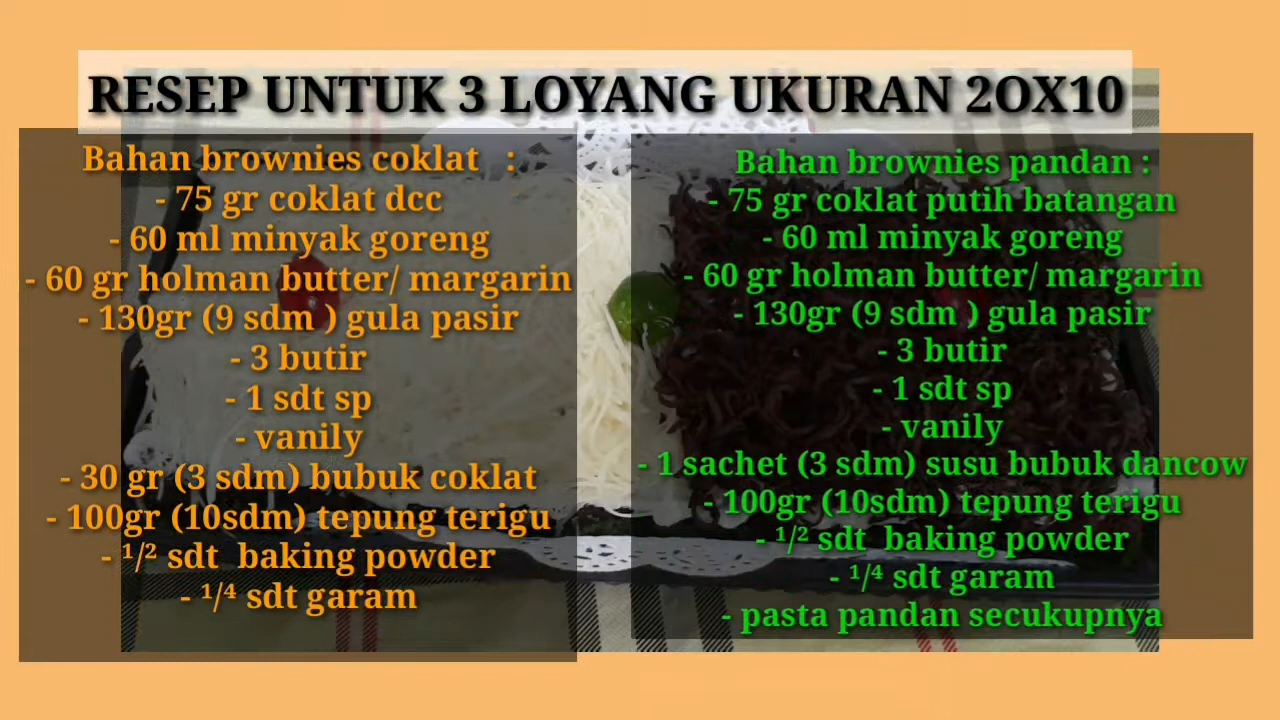 RESEP UNTUK 3 LOYANG UKURAN 2OX10
Bahan brownies coklat :
- 75 gr coklat dcc
- 60 ml minyak goreng
- 60 gr holman butter/ margarin
- 130gr (9 sdm ) gula pasir
- 3 butir
- 1 sdt sp
- vanily
- 30 gr (3 sdm) bubuk coklat
- 100gr (10sdm) tepung terigu
- ¹/² sdt baking powder
- ¹/⁴ sdt garam
Bahan brownies pandan :
- 75 gr coklat putih batangan
- 60 ml minyak goreng
- 60 gr holman butter/ margarin
- 130gr (9 sdm ) gula pasir
- 3 butir
- 1 sdt sp
- vanily
- 1 sachet (3 sdm) susu bubuk dancow
- 100gr (10sdm) tepung terigu
- ¹/² sdt baking powder
- ¹/⁴ sdt garam
- pasta pandan secukupnya